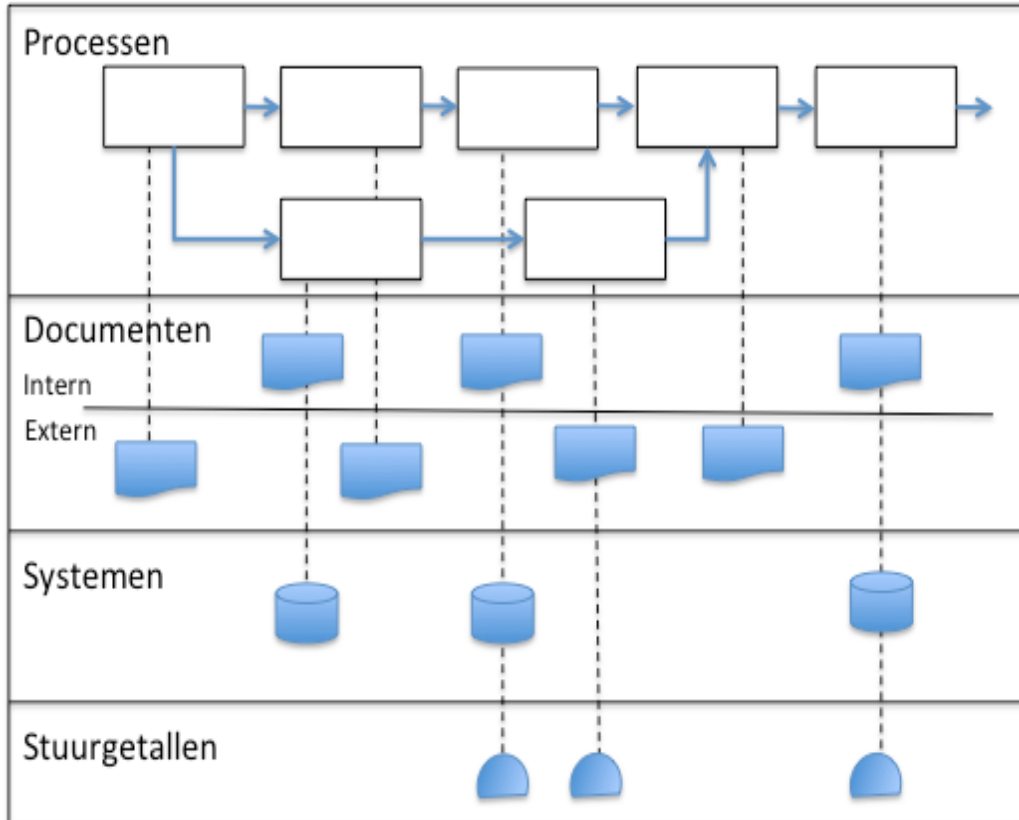 Processen
Documenten
Intern
Extern
Systemen
Stuurgetallen